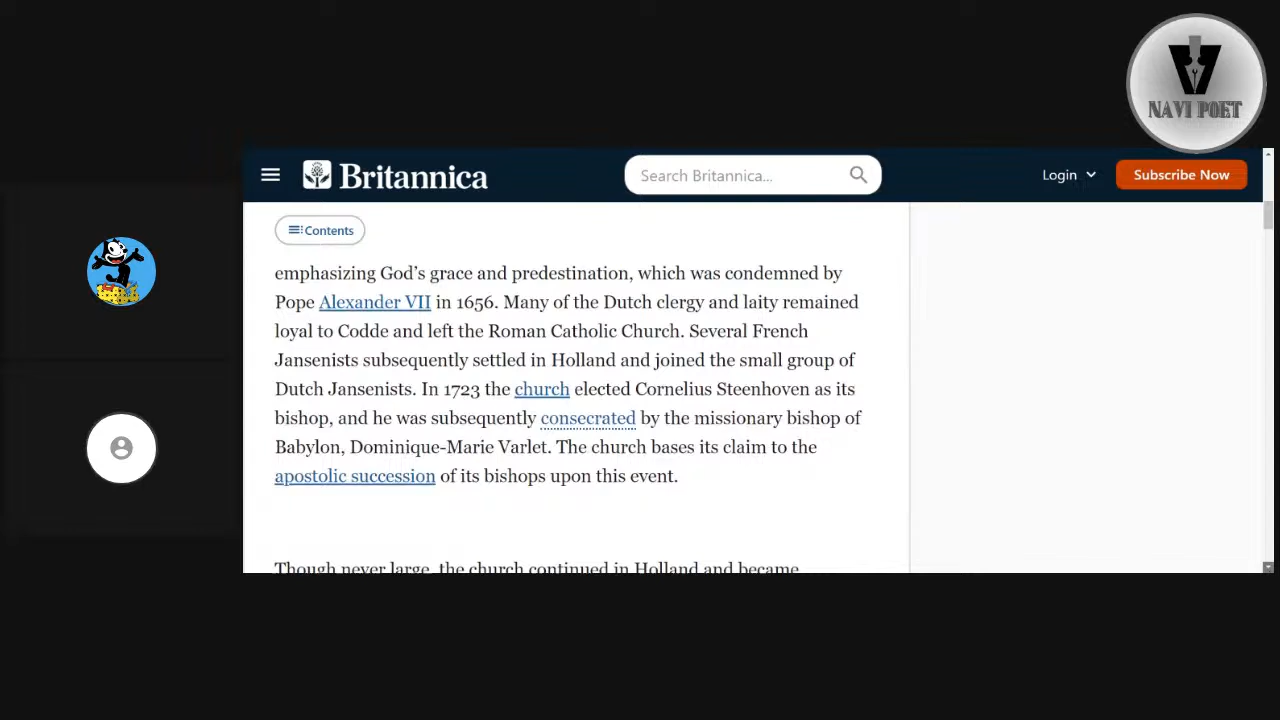 NAVI POET
Britannica
Search Britannica...
Login
Subscribe Now
Contents
emphasizing God’s grace and predestination, which was condemned by
Pope Alexander VII in 1656. Many of the Dutch clergy and laity remained
loyal to Codde and left the Roman Catholic Church. Several French
Jansenists subsequently settled in Holland and joined the small group of
Dutch Jansenists. In 1723 the church elected Cornelius Steenhoven as its
bishop, and he was subsequently consecrated by the missionary bishop of
Babylon, Dominique-Marie Varlet. The church bases its claim to the
apostolic succession of its bishops upon this event.
Though never large, the church continued in Holland and became